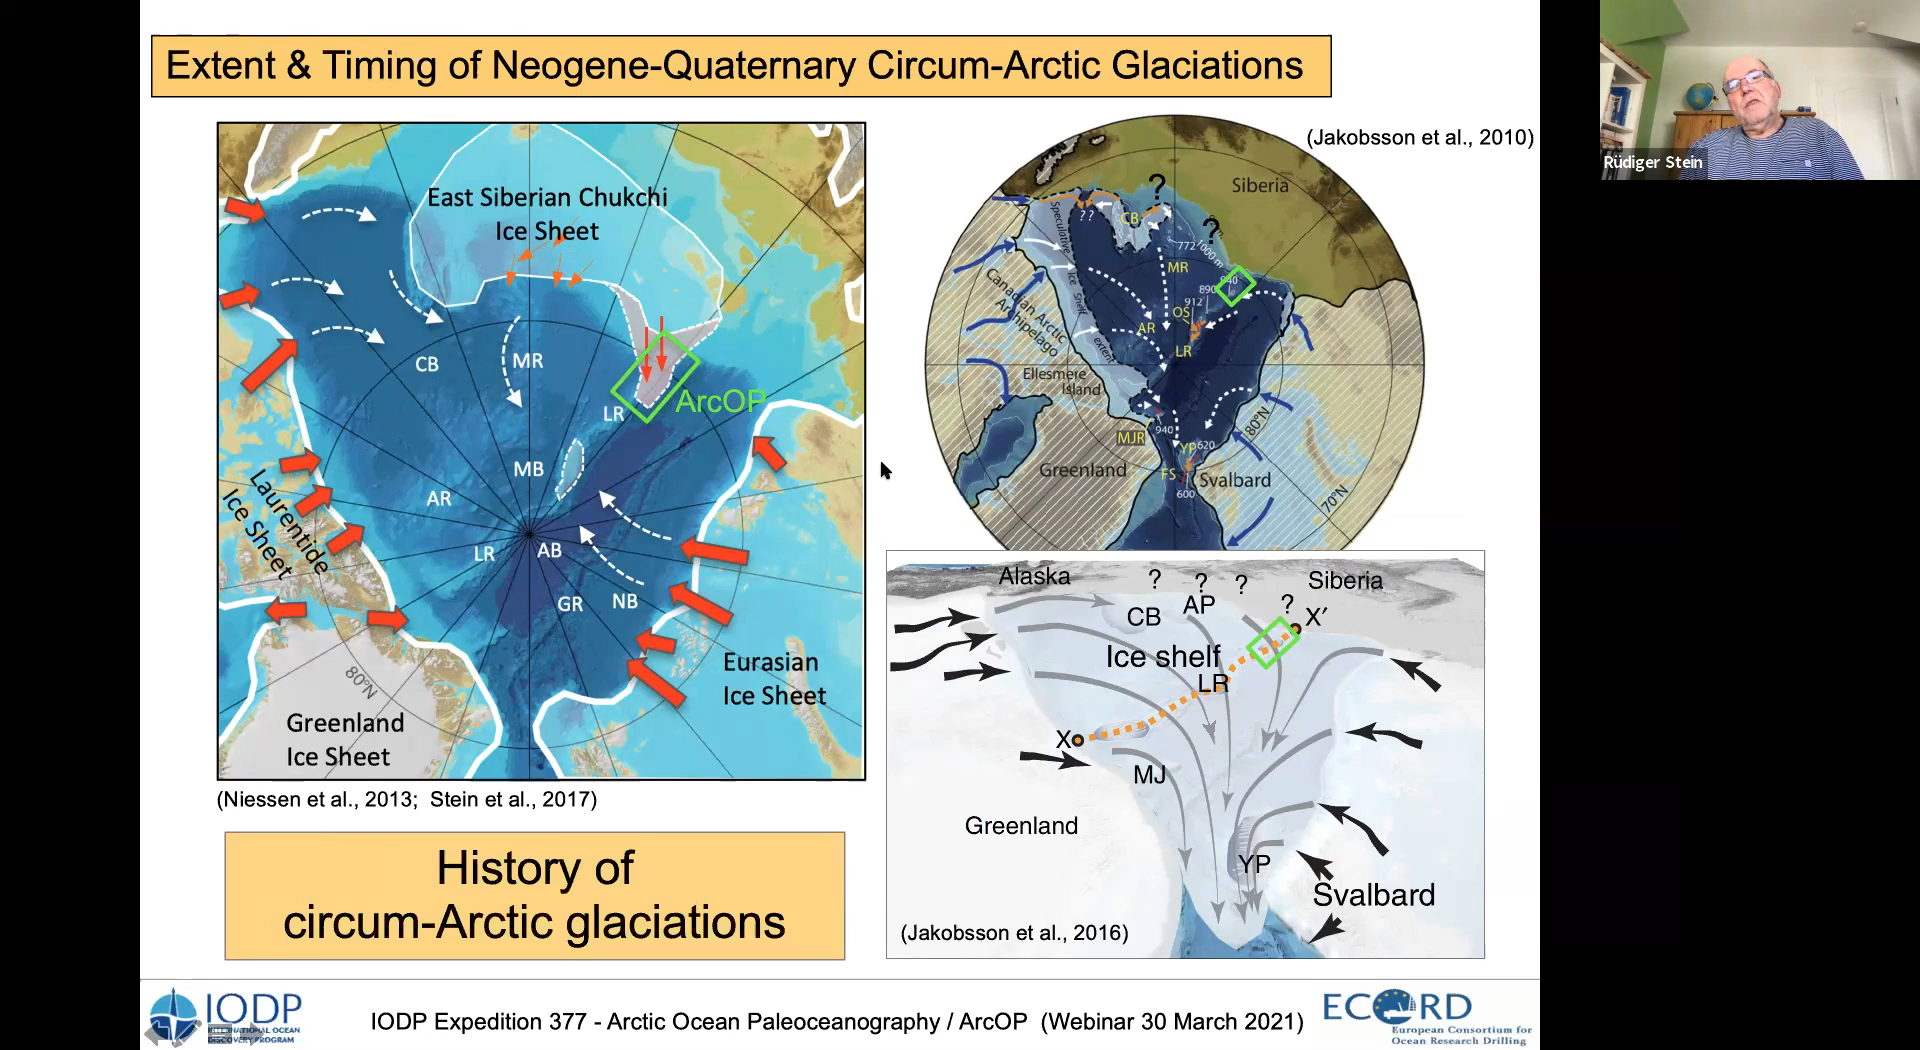 Extent & Timing of Neogene-Quaternary Circum-Arctic Glaciations
East Siberian Chukchi
Ice Sheet
CB
MR
LR
ArcOP
MB
AR
LR
AB
GR
NB
Laurentide
Ice Sheet
80°N
Greenland
Ice Sheet
Eurasian
Ice Sheet
(Niessen et al., 2013; Stein et al., 2017)
History of
circum-Arctic glaciations
(Jakobsson et al., 2010)
Siberia
?
?
? ?
CB
Speculative Ice Shelf extent
772
1000 m
MR
890
912
OS
AR
LR
Canadian Arctic
Archipelago
Ellesmere
Island
940
MJR
YP
620
80°N
Greenland
FS
Svalbard
600
70°N
Alaska
? ? ? ?
Siberia
CB
AP
X′
Ice shelf
LR
X
MJ
Greenland
YP
Svalbard
(Jakobsson et al., 2016)
IODP
INTERNATIONAL OCEAN
DISCOVERY PROGRAM
IODP Expedition 377 - Arctic Ocean Paleoceanography / ArcOP (Webinar 30 March 2021)
ECORD
European Consortium for
Ocean Research Drilling
Rüdiger Stein